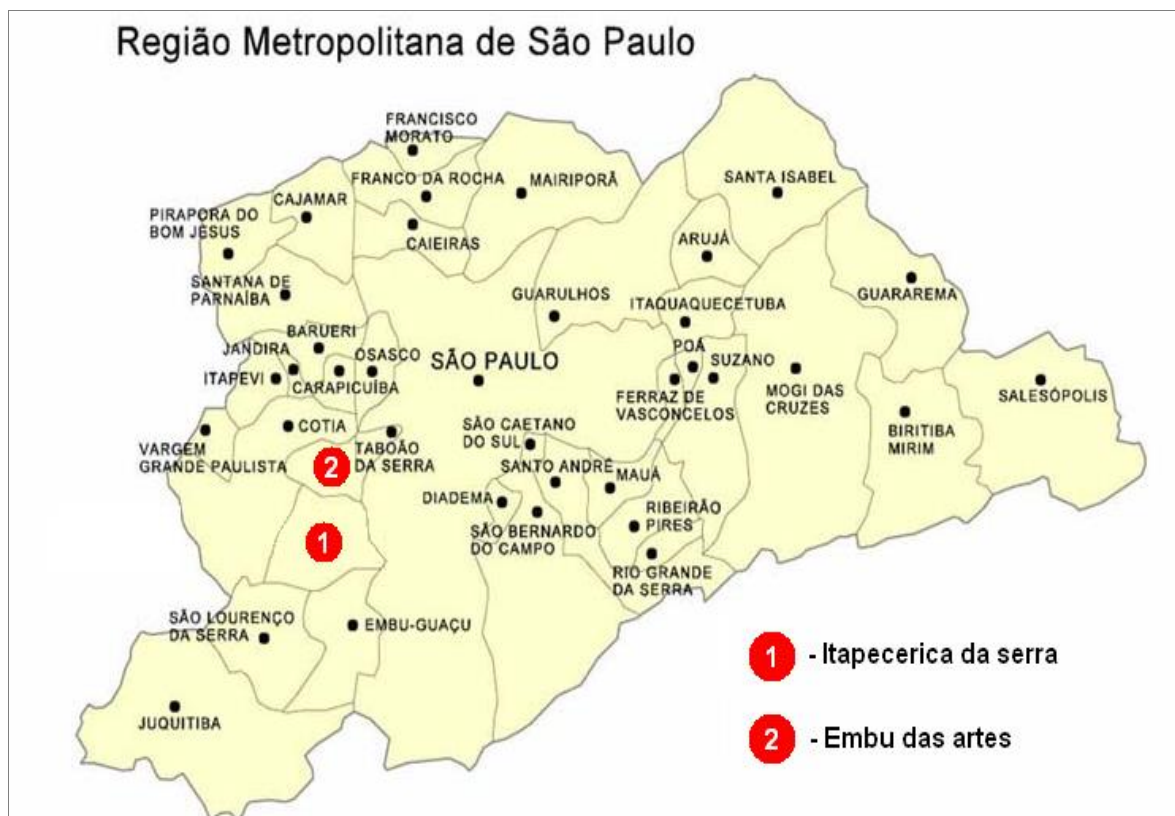 Região Metropolitana de São Paulo
FRANCISCO
MORATO
FRANCO DA ROCHA
MAIRIPORÃ
SANTA ISABEL
CAJAMAR
PIRAPORA DO
BOM JESUS
CAIEIRAS
ARUJÁ
SANTANA DE
PARNAÍBA
GUARULHOS
ITAQUAQUECETUBA
GUARAREMA
BARUERI
JANDIRA
OSASCO
SÃO PAULO
POÁ
SUZANO
ITAPEVI
CARAPICUÍBA
FERRAZ DE
VASCONCELOS
MOGI DAS
CRUZES
SALESÓPOLIS
COTIA
SÃO CAETANO
DO SUL
BIRITIBA
MIRIM
VARGEM
GRANDE PAULISTA
TABOÃO
DA SERRA
2
SANTO ANDRÉ
MAUÁ
DIADEMA
RIBEIRÃO
PIRES
SÃO BERNARDO
DO CAMPO
1
RIO GRANDE
DA SERRA
SÃO LOURENÇO
DA SERRA
EMBU-GUAÇU
JUQUITIBA
1 - Itapecerica da serra
2 - Embu das artes